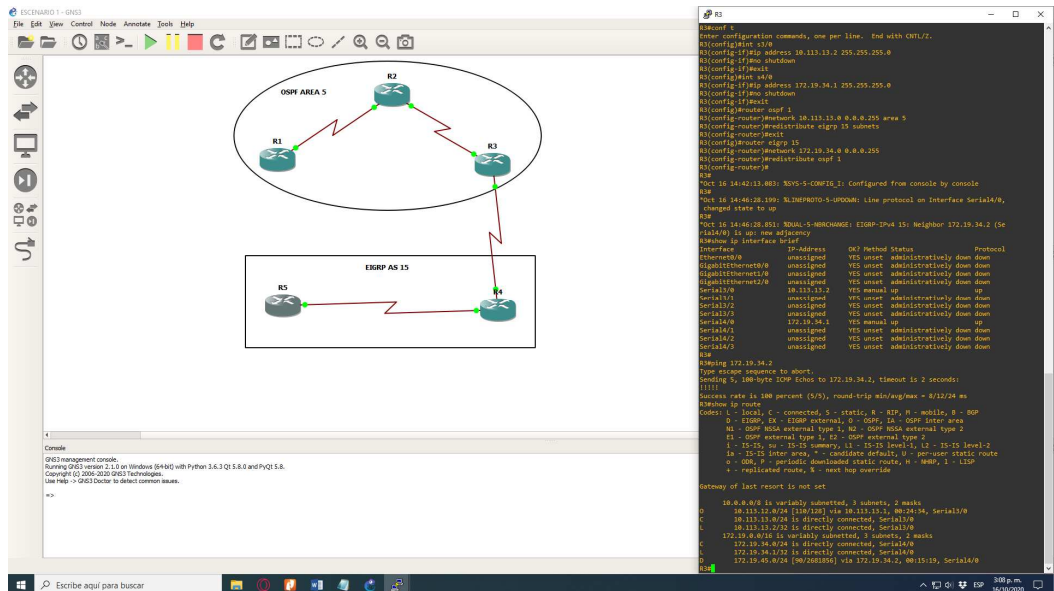 ESCENARIO 1 - GNS3
File Edit View Control Node Annotate Tools Help
OSPF AREA 5
R2
R1
R3
EIGRP AS 15
R5
R4
Console
GNS3 management console.
Running GNS3 version 2.1.0 on Windows (64-bit) with Python 3.6.3 Qt 5.8.0 and PyQt 5.8.
Copyright (c) 2006-2020 GNS3 Technologies.
Use Help -> GNS3 Doctor to detect common issues.
=>
R3
R3#conf t
Enter configuration commands, one per line. End with CNTL/Z.
R3(config)#int s3/0
R3(config-if)#ip address 10.113.13.2 255.255.255.0
R3(config-if)#no shutdown
R3(config-if)#exit
R3(config)#int s4/0
R3(config-if)#ip address 172.19.34.1 255.255.255.0
R3(config-if)#no shutdown
R3(config-if)#exit
R3(config)#router ospf 1
R3(config-router)#network 10.113.13.0 0.0.0.255 area 5
R3(config-router)#redistribute eigrp 15 subnets
R3(config-router)#exit
R3(config)#router eigrp 15
R3(config-router)#network 172.19.34.0 0.0.0.255
R3(config-router)#redistribute ospf 1
R3(config-router)#
R3#
*Oct 16 14:42:13.083: %SYS-5-CONFIG_I: Configured from console by console
R3#
*Oct 16 14:46:28.199: %LINEPROTO-5-UPDOWN: Line protocol on Interface Serial4/0,
changed state to up
R3#
*Oct 16 14:46:28.851: %DUAL-5-NBRCHANGE: EIGRP-IPv4 15: Neighbor 172.19.34.2 (Se
rial4/0) is up: new adjacency
R3#show ip interface brief
Interface IP-Address OK? Method Status Protocol
Ethernet0/0 unassigned YES unset administratively down down
GigabitEthernet0/0 unassigned YES unset administratively down down
GigabitEthernet1/0 unassigned YES unset administratively down down
GigabitEthernet2/0 unassigned YES unset administratively down down
Serial3/0 10.113.13.2 YES manual up up
Serial3/1 unassigned YES unset administratively down down
Serial3/2 unassigned YES unset administratively down down
Serial3/3 unassigned YES unset administratively down down
Serial4/0 172.19.34.1 YES manual up up
Serial4/1 unassigned YES unset administratively down down
Serial4/2 unassigned YES unset administratively down down
Serial4/3 unassigned YES unset administratively down down
R3#
R3#ping 172.19.34.2
Type escape sequence to abort.
Sending 5, 100-byte ICMP Echos to 172.19.34.2, timeout is 2 seconds:
!!!!!
Success rate is 100 percent (5/5), round-trip min/avg/max = 8/12/24 ms
R3#show ip route
Codes: L - local, C - connected, S - static, R - RIP, M - mobile, B - BGP
D - EIGRP, EX - EIGRP external, O - OSPF, IA - OSPF inter area
N1 - OSPF NSSA external type 1, N2 - OSPF NSSA external type 2
E1 - OSPF external type 1, E2 - OSPF external type 2
i - IS-IS, su - IS-IS summary, L1 - IS-IS level-1, L2 - IS-IS level-2
ia - IS-IS inter area, * - candidate default, U - per-user static route
o - ODR, P - periodic downloaded static route, H - NHRP, l - LISP
+ - replicated route, % - next hop override
Gateway of last resort is not set
10.0.0.0/8 is variably subnetted, 3 subnets, 2 masks
O 10.113.12.0/24 [110/128] via 10.113.13.1, 00:24:34, Serial3/0
C 10.113.13.0/24 is directly connected, Serial3/0
L 10.113.13.2/32 is directly connected, Serial3/0
172.19.0.0/16 is variably subnetted, 3 subnets, 2 masks
C 172.19.34.0/24 is directly connected, Serial4/0
L 172.19.34.1/32 is directly connected, Serial4/0
D 172.19.45.0/24 [90/2681856] via 172.19.34.2, 00:15:19, Serial4/0
R3#
Escribe aquí para buscar
ESP
3:08 p. m.
16/10/2020